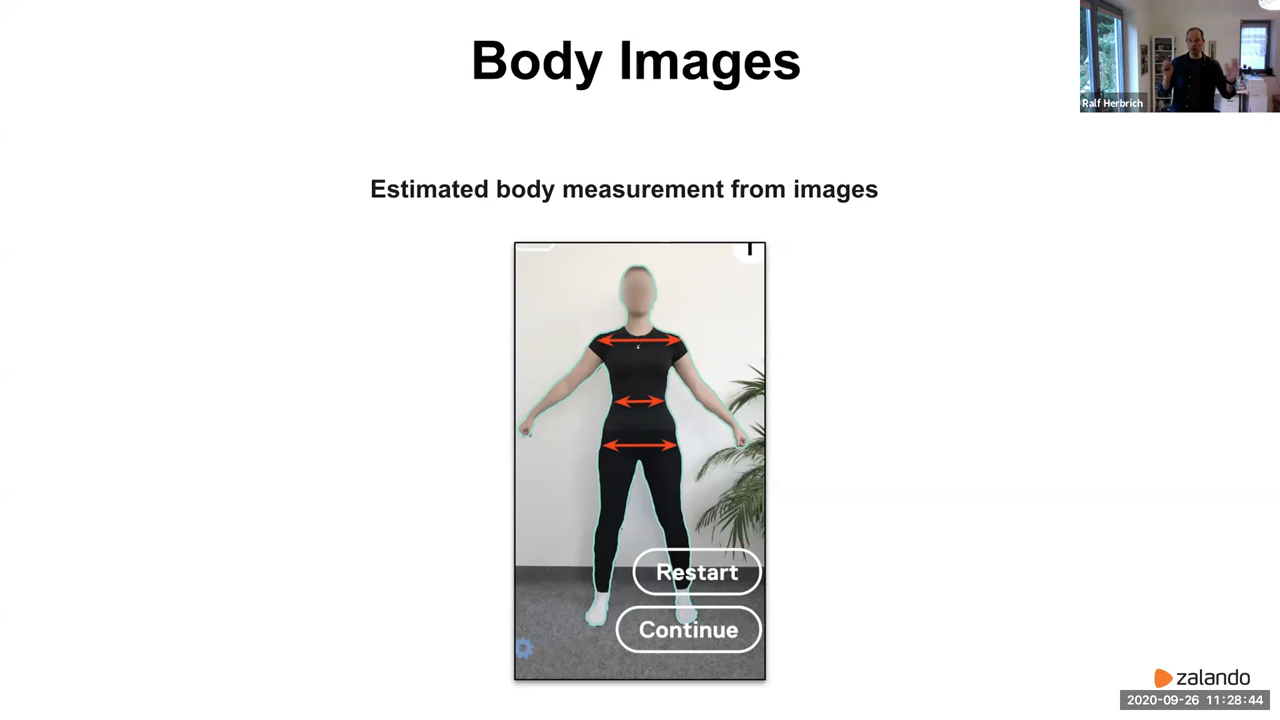 Body Images
Ralf Herbrich
Estimated body measurement from images
Restart
Continue
zalando
2020-09-26 11:28:44